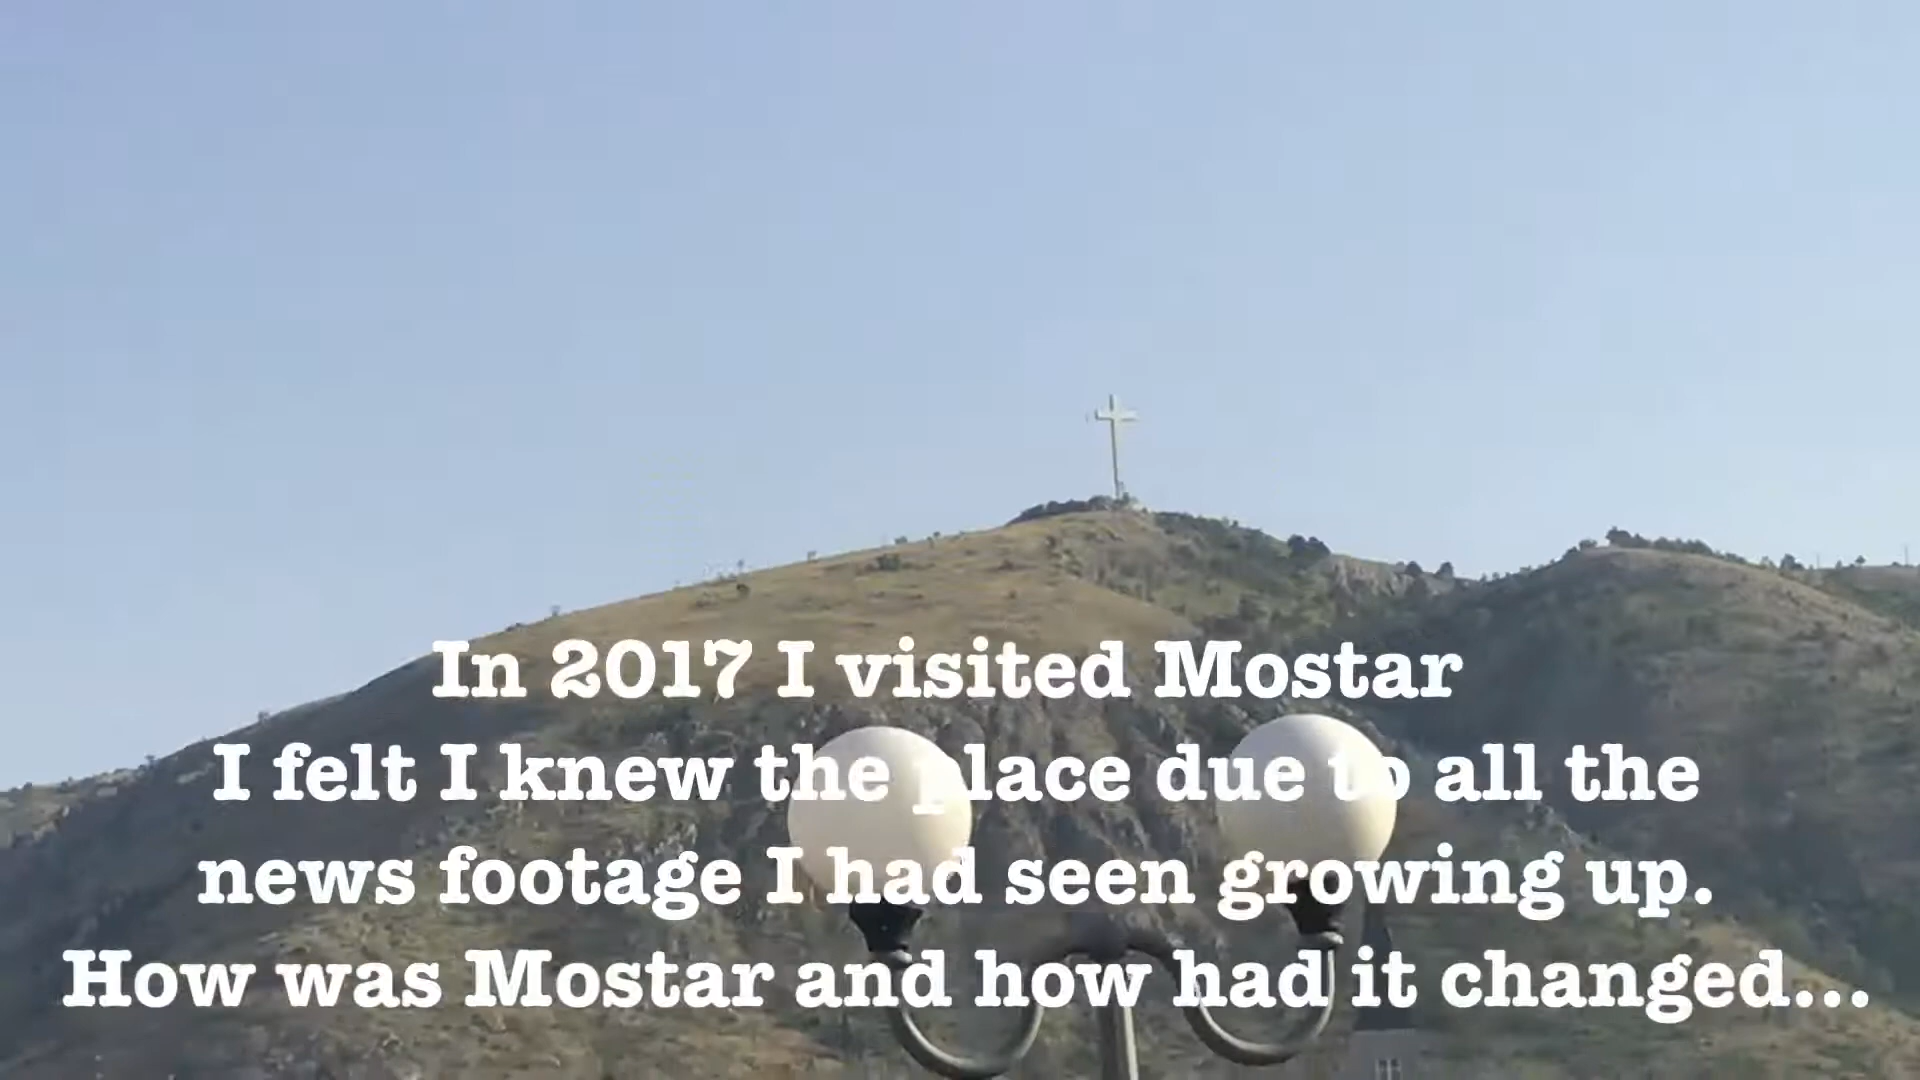 In 2017 I visited Mostar
I felt I knew the place due to all the
news footage I had seen growing up.
How was Mostar and how had it changed...